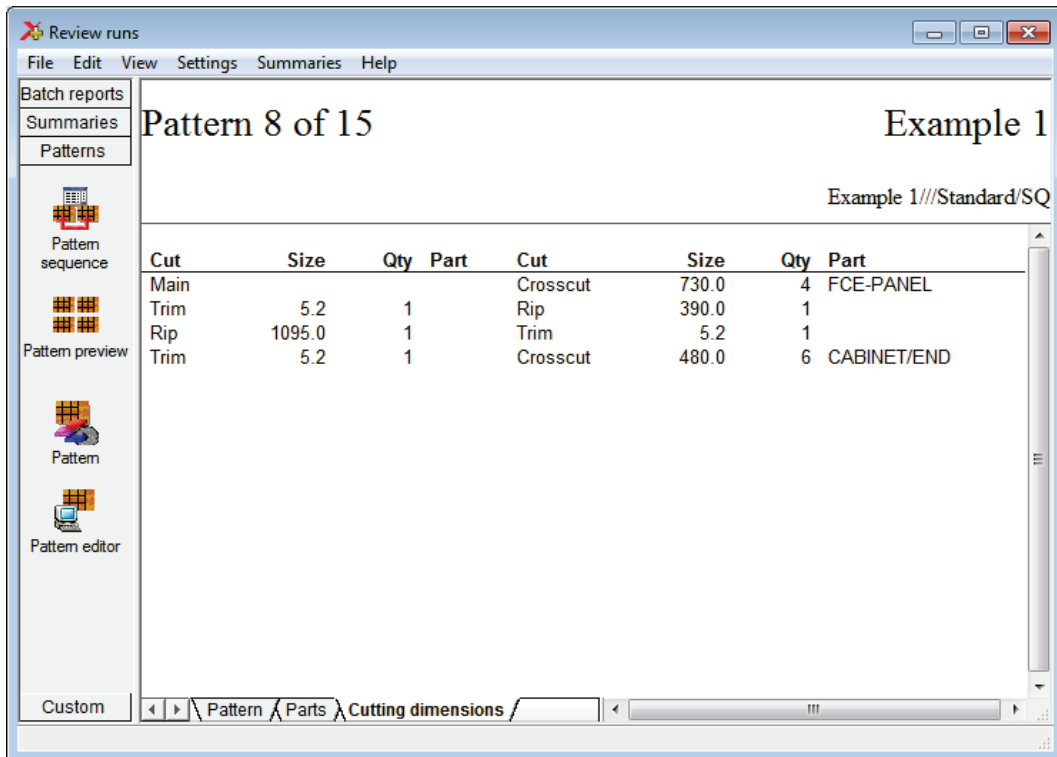 Review runs
File Edit View Settings Summaries Help
Batch reports
Summaries
Patterns
Pattern
sequence
Pattern preview
Pattern
Pattern editor
Custom
Pattern 8 of 15 Example 1
Example 1///Standard/SQ
Cut Size Qty Part Cut Size Qty Part
Main Crosscut 730.0 4 FCE-PANEL
Trim 5.2 1 Rip 390.0 1
Rip 1095.0 1 Trim 5.2 1
Trim 5.2 1 Crosscut 480.0 6 CABINET/END
Pattern Parts Cutting dimensions